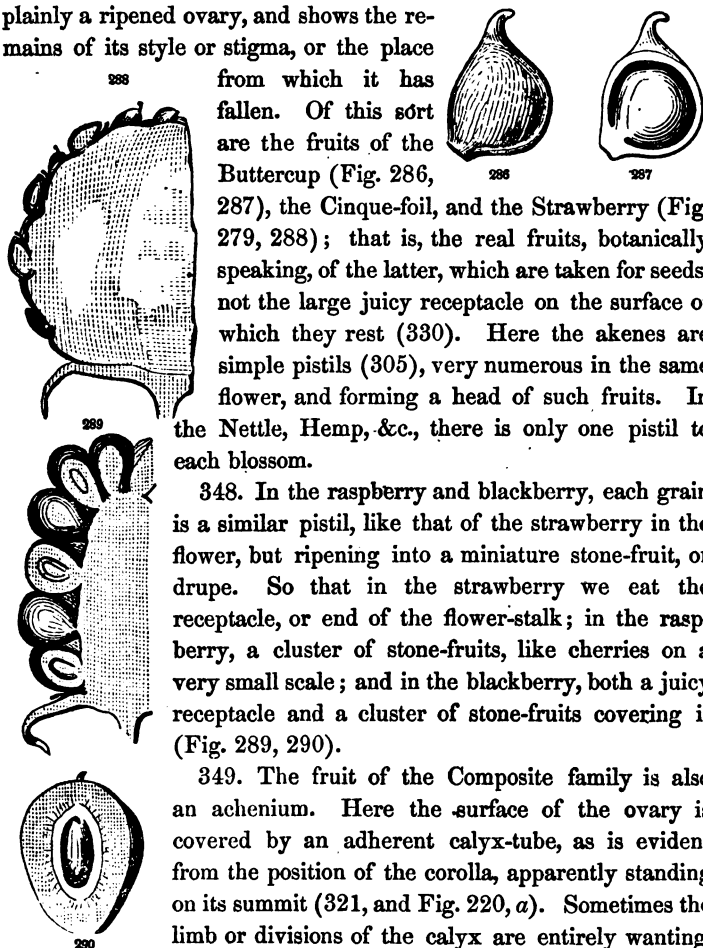 plainly a ripened ovary, and shows the re-
mains of its style or stigma, or the place
288
from which it has
fallen. Of this sort
are the fruits of the
Buttercup (Fig. 286,
286
287
287), the Cinque-foil, and the Strawberry (Fig
279, 288); that is, the real fruits, botanically
speaking, of the latter, which are taken for seeds
not the large juicy receptacle on the surface o
which they rest (330). Here the akenes are
simple pistils (305), very numerous in the same
flower, and forming a head of such fruits. In
289
the Nettle, Hemp, &c., there is only one pistil to
each blossom.
348. In the raspberry and blackberry, each grain
is a similar pistil, like that of the strawberry in the
flower, but ripening into a miniature stone-fruit, or
drupe. So that in the strawberry we eat the
receptacle, or end of the flower-stalk; in the rasp
berry, a cluster of stone-fruits, like cherries on a
very small scale; and in the blackberry, both a juicy
receptacle and a cluster of stone-fruits covering i
(Fig. 289, 290).
349. The fruit of the Composite family is also
an achenium. Here the surface of the ovary is
covered by an adherent calyx-tube, as is eviden
from the position of the corolla, apparently standing
on its summit (321, and Fig. 220, a). Sometimes the
limb or divisions of the calyx are entirely wanting
290